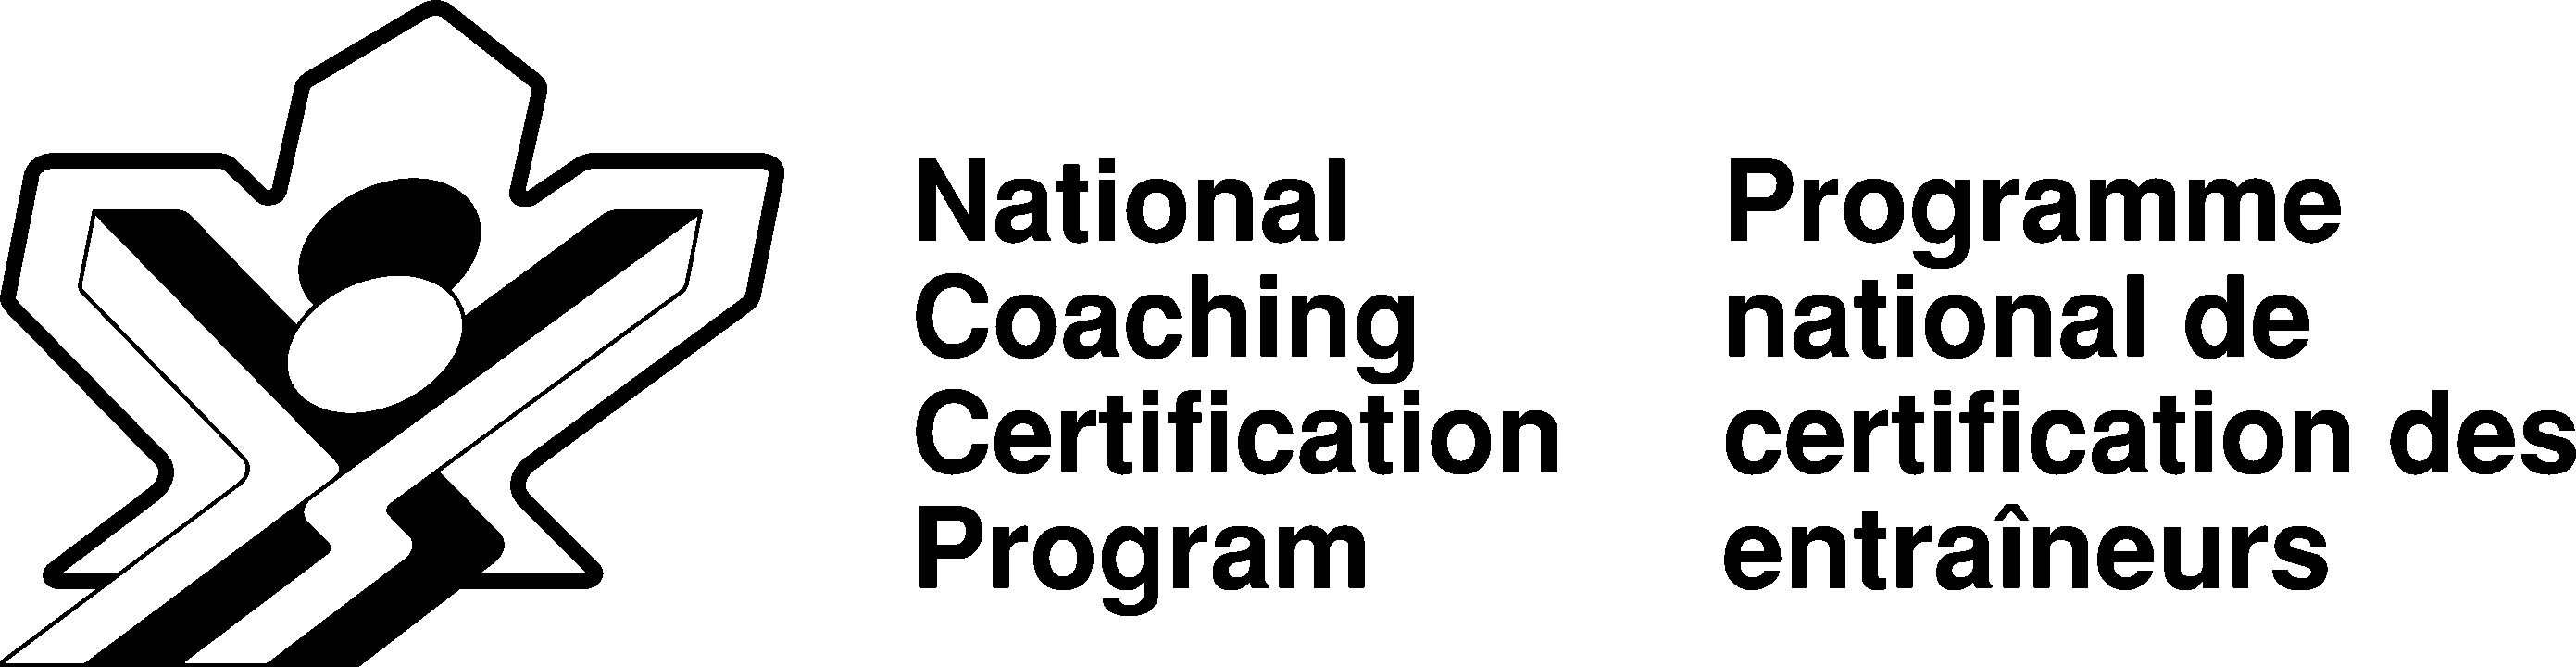 National
Coaching
Certification
Program
Programme
national de
certification des
entraîneurs